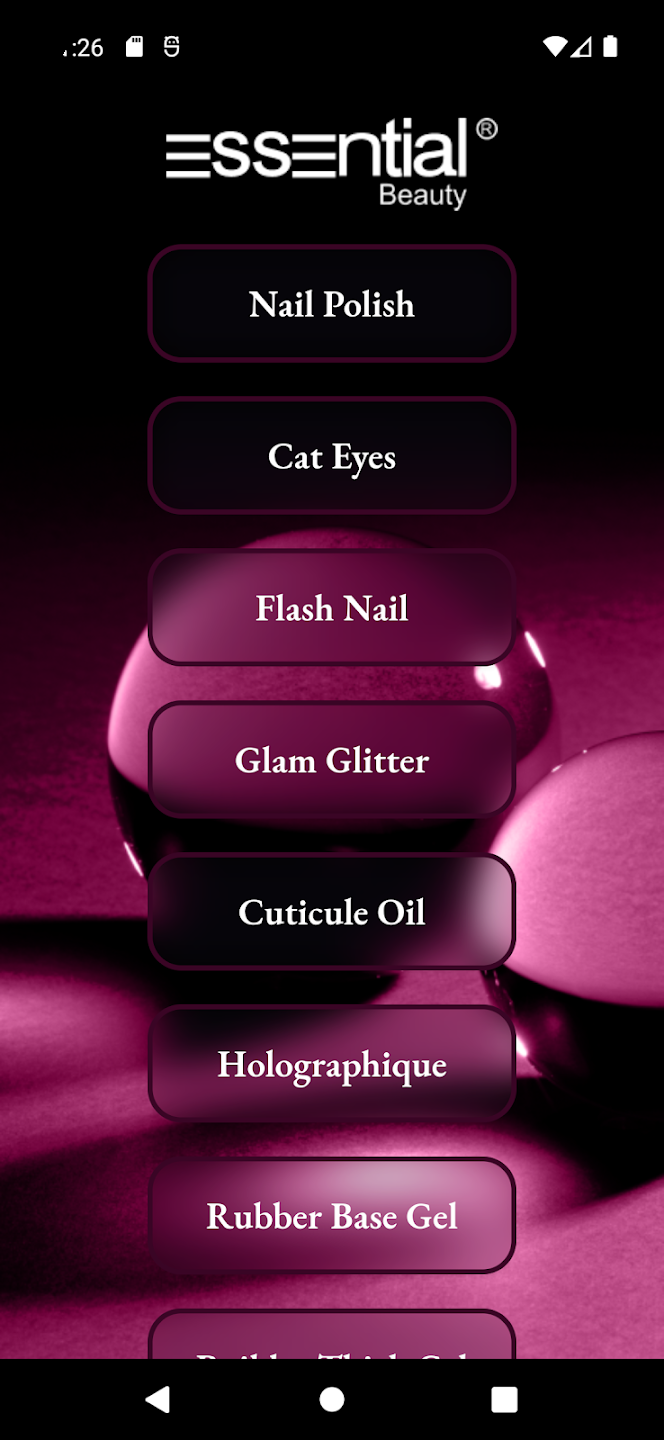 :26
Essential®
Beauty
Nail Polish
Cat Eyes
Flash Nail
Glam Glitter
Cuticule Oil
Holographique
Rubber Base Gel